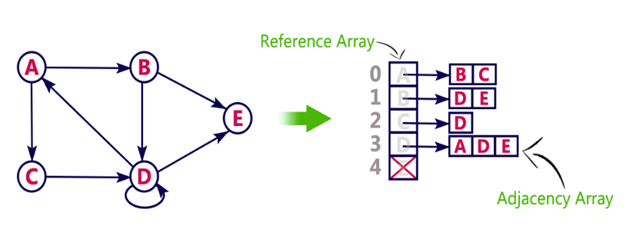 Reference Array
A B
E
C D
0 A B C
1 B D E
2 C D
3 D A D E
4
Adjacency Array